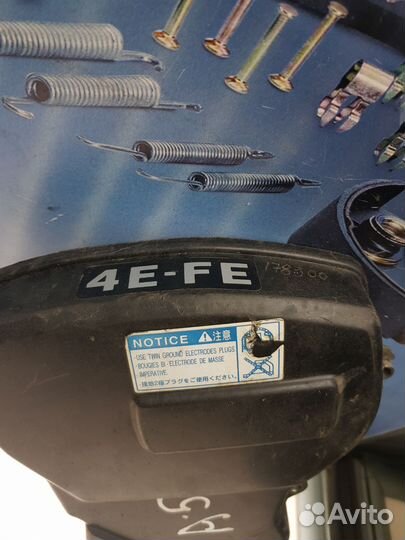 4E-FE
178300
NOTICE ⚠注意
·USE TWIN GROUND ELECTRODES PLUGS
·BOUGIES BI-ELECTRODE DE MASSE
IMPERATIVE.
·接地2極プラグをご使用ください。
Avito